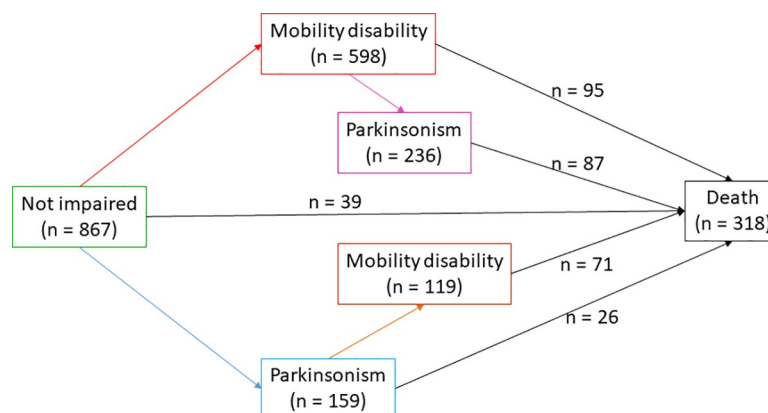 Mobility disability
(n = 598)
n = 95
Parkinsonism
(n = 236)
n = 87
Not impaired
(n = 867)
n = 39
Death
(n = 318)
Mobility disability
(n = 119)
n = 71
n = 26
Parkinsonism
(n = 159)